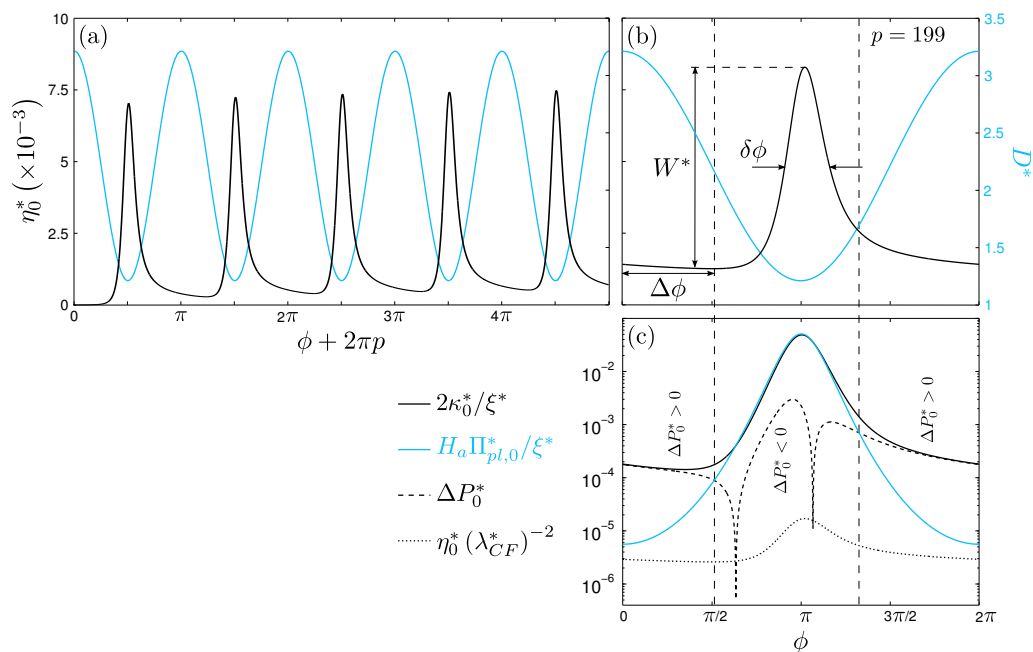 (a)
10
7.5
5
2.5
0
η₀* (×10⁻³)
0
π
2π
3π
4π
ϕ + 2πp
(b)
p = 199
W*
δϕ
Δϕ
3.5
3
2.5
2
1.5
1
D*
2κ₀*/ξ*
HₐΠ*ₚₗ,₀/ξ*
ΔP₀*
η₀* (λ*_CF)⁻²
(c)
10⁻²
10⁻³
10⁻⁴
10⁻⁵
10⁻⁶
ΔP₀* > 0
ΔP₀* < 0
ΔP₀* > 0
0
π/2
π
3π/2
2π
ϕ